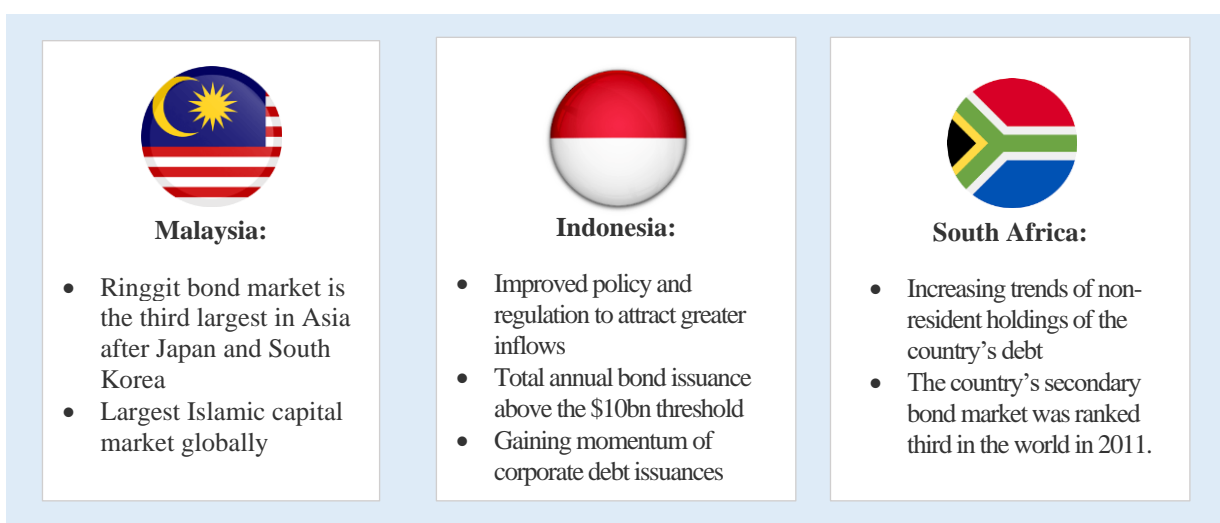 Malaysia:
• Ringgit bond market is
the third largest in Asia
after Japan and South
Korea
• Largest Islamic capital
market globally
Indonesia:
• Improved policy and
regulation to attract greater
inflows
• Total annual bond issuance
above the $10bn threshold
• Gaining momentum of
corporate debt issuances
South Africa:
• Increasing trends of non-
resident holdings of the
country’s debt
• The country’s secondary
bond market was ranked
third in the world in 2011.